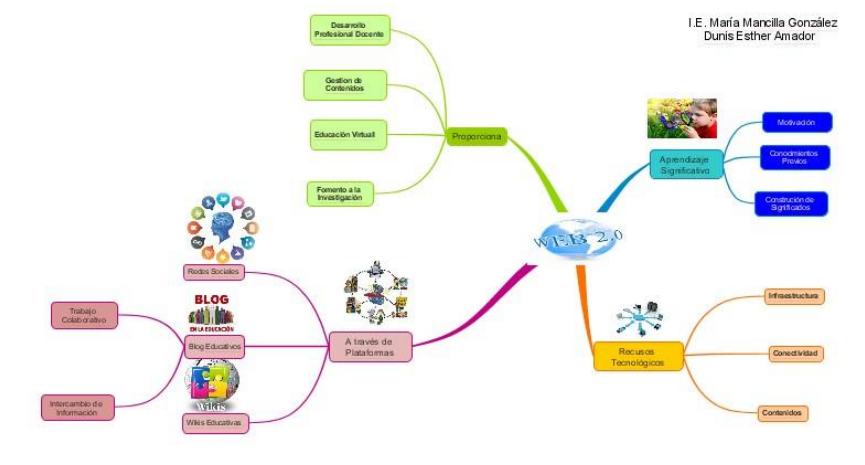 I.E. María Mancilla González
Dunis Esther Amador
Desarrollo
Profesional Docente
Gestion de
Contenidos
Educación Virtuall
Fomento a la
Investigación
Proporciona
Aprendizaje
Significativo
Motivación
Conocimientos
Previos
Construción de
Significados
WEB 2.0
Redes Sociales
BLOG
EN LA EDUCACIÓN
Blog Educativos
Wikis
Wikis Educativas
Trabajo
Colaborativo
Intercambio de
Información
A través de
Plataformas
Recusos
Tecnológicos
Infraestructura
Conectividad
Contenidos